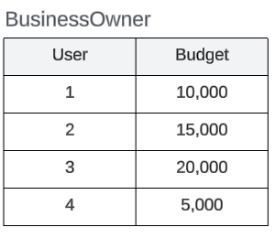 BusinessOwner
User Budget
1 10,000
2 15,000
3 20,000
4 5,000